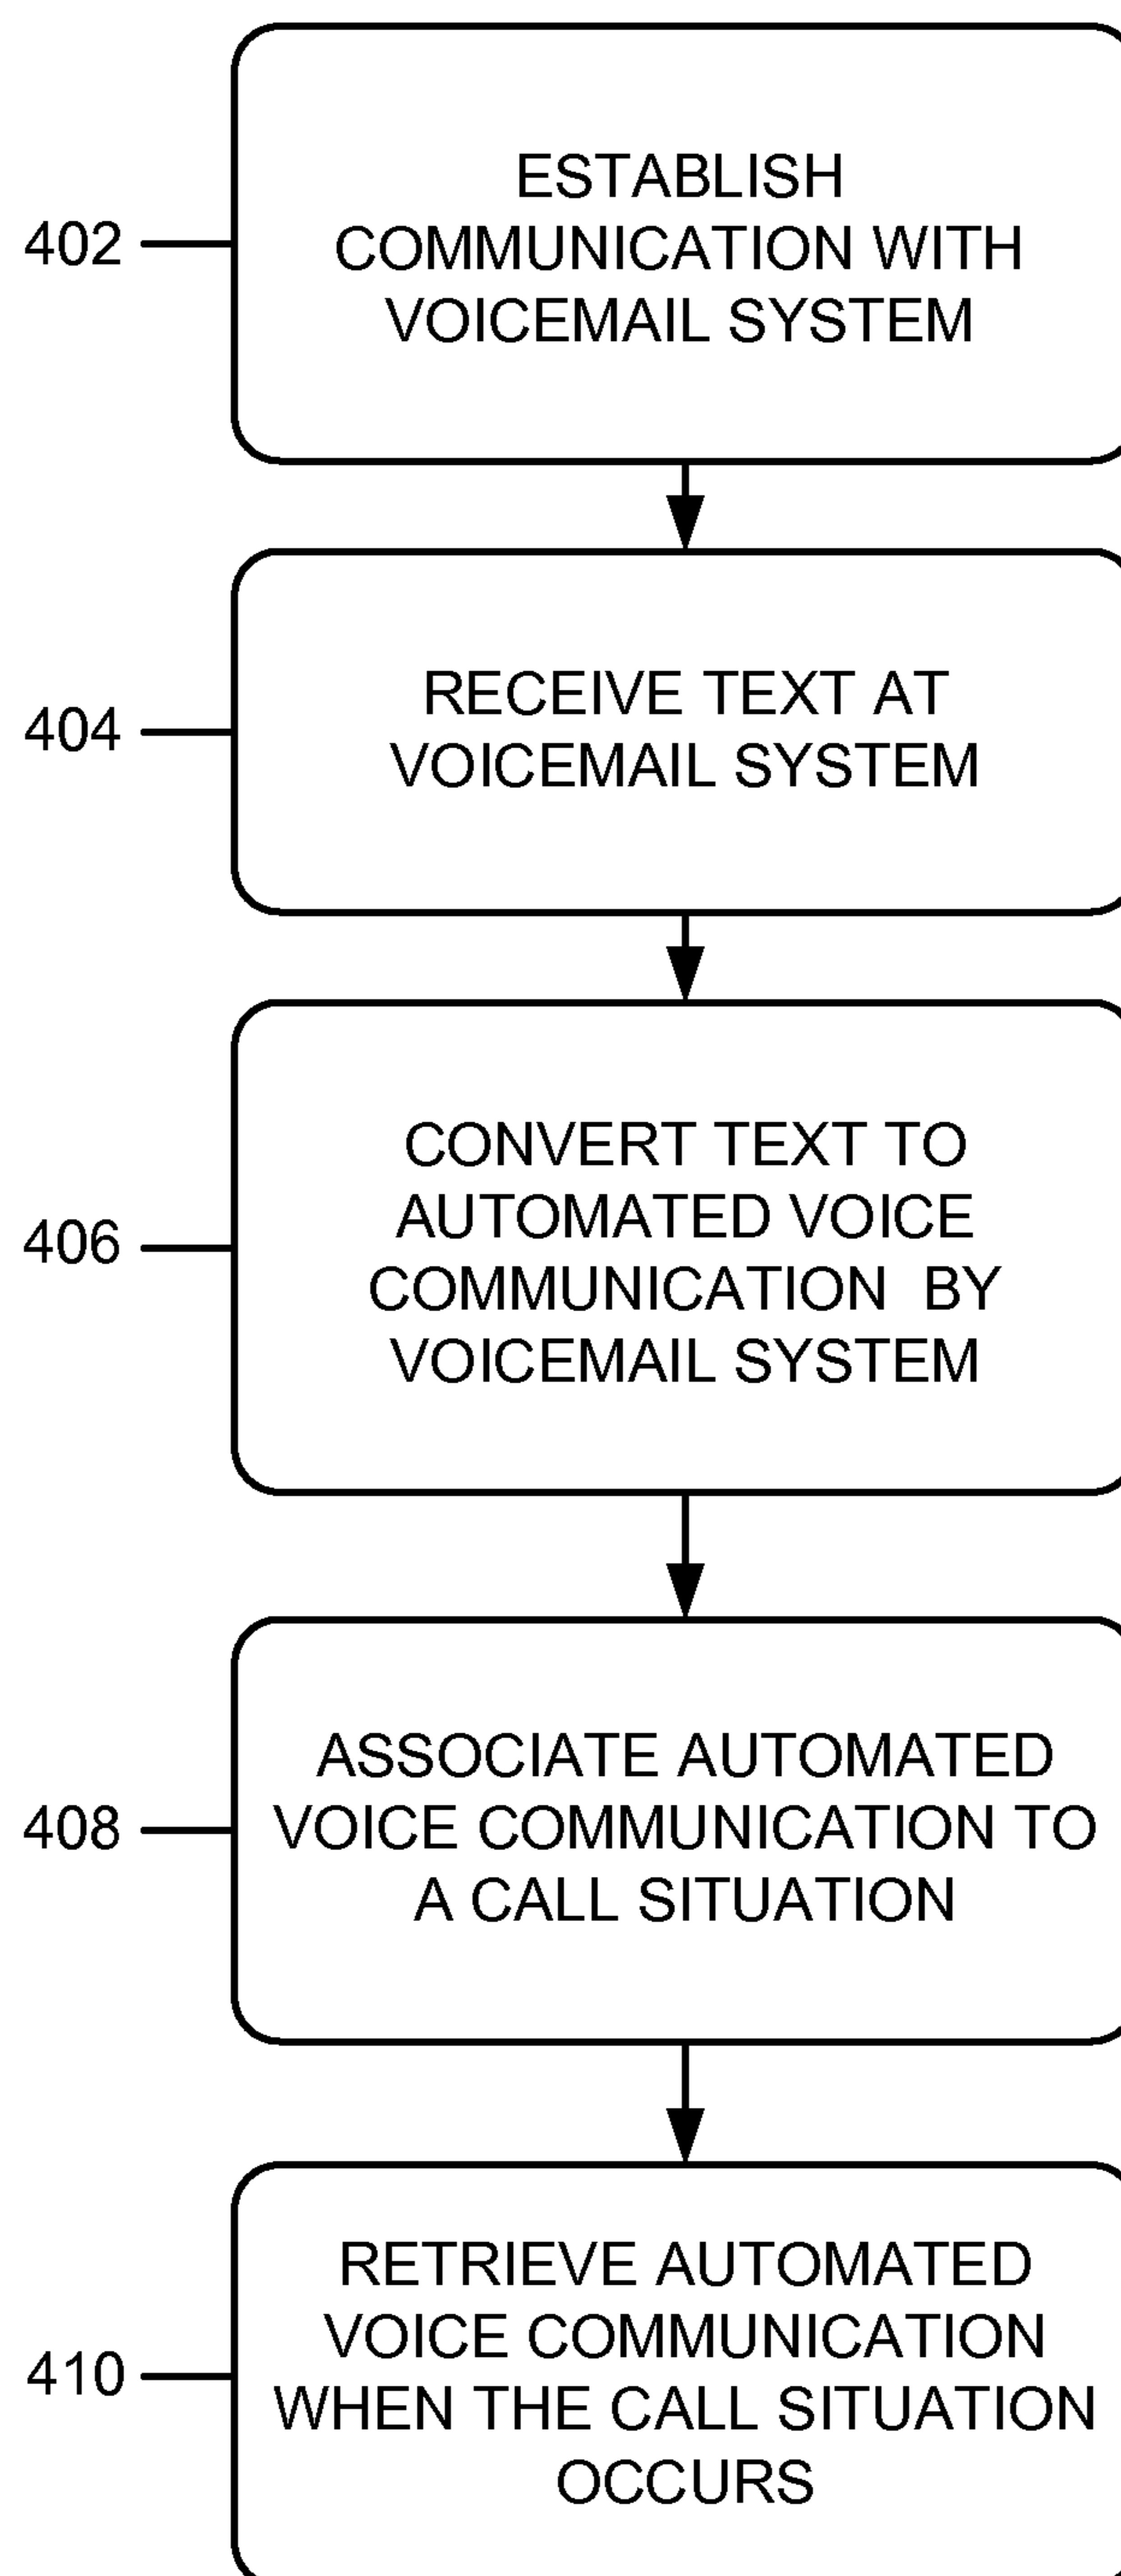 ESTABLISH
402
COMMUNICATION WITH
VOICEMAIL SYSTEM
RECEIVE TEXT AT
404
VOICEMAIL SYSTEM
CONVERT TEXT TO
AUTOMATED VOICE
406
COMMUNICATION BY
VOICEMAIL SYSTEM
ASSOCIATE AUTOMATED
408
VOICE COMMUNICATION TO
A CALL SITUATION
RETRIEVE AUTOMATED
VOICE COMMUNICATION
410
WHEN THE CALL SITUATION
OCCURS